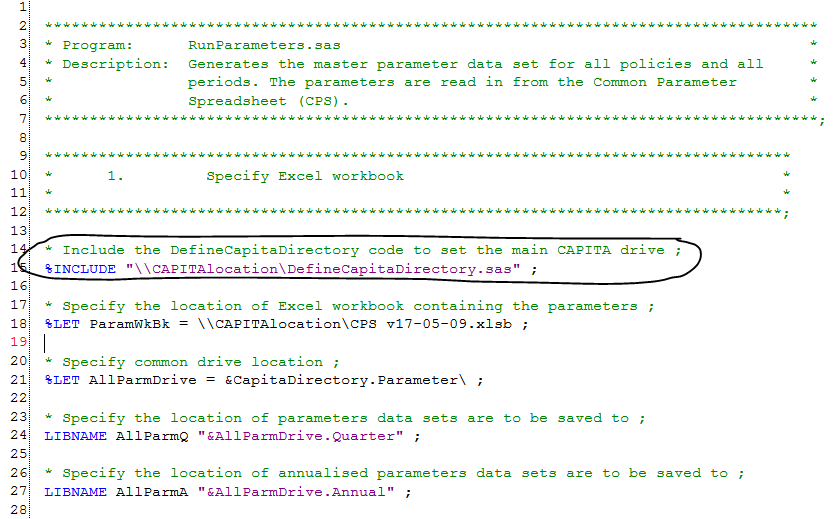 1
2 **************************************************************************************
3 * Program:      RunParameters.sas                                                    *
4 * Description:  Generates the master parameter data set for all policies and all     *
5 *               periods. The parameters are read in from the Common Parameter        *
6 *               Spreadsheet (CPS).                                                   *
7 **************************************************************************************;
8
9 ***********************************************************************************
10 *      1.         Specify Excel workbook                                          *
11 *                                                                                 *
12 **********************************************************************************;
13
14 * Include the DefineCapitaDirectory code to set the main CAPITA drive ;
15 %INCLUDE "\\CAPITAlocation\DefineCapitaDirectory.sas" ;
16
17 * Specify the location of Excel workbook containing the parameters ;
18 %LET ParamWkBk = \\CAPITAlocation\CPS v17-05-09.xlsb ;
19
20 * Specify common drive location ;
21 %LET AllParmDrive = &CapitaDirectory.Parameter\ ;
22
23 * Specify the location of parameters data sets are to be saved to ;
24 LIBNAME AllParmQ "&AllParmDrive.Quarter" ;
25
26 * Specify the location of annualised parameters data sets are to be saved to ;
27 LIBNAME AllParmA "&AllParmDrive.Annual" ;
28